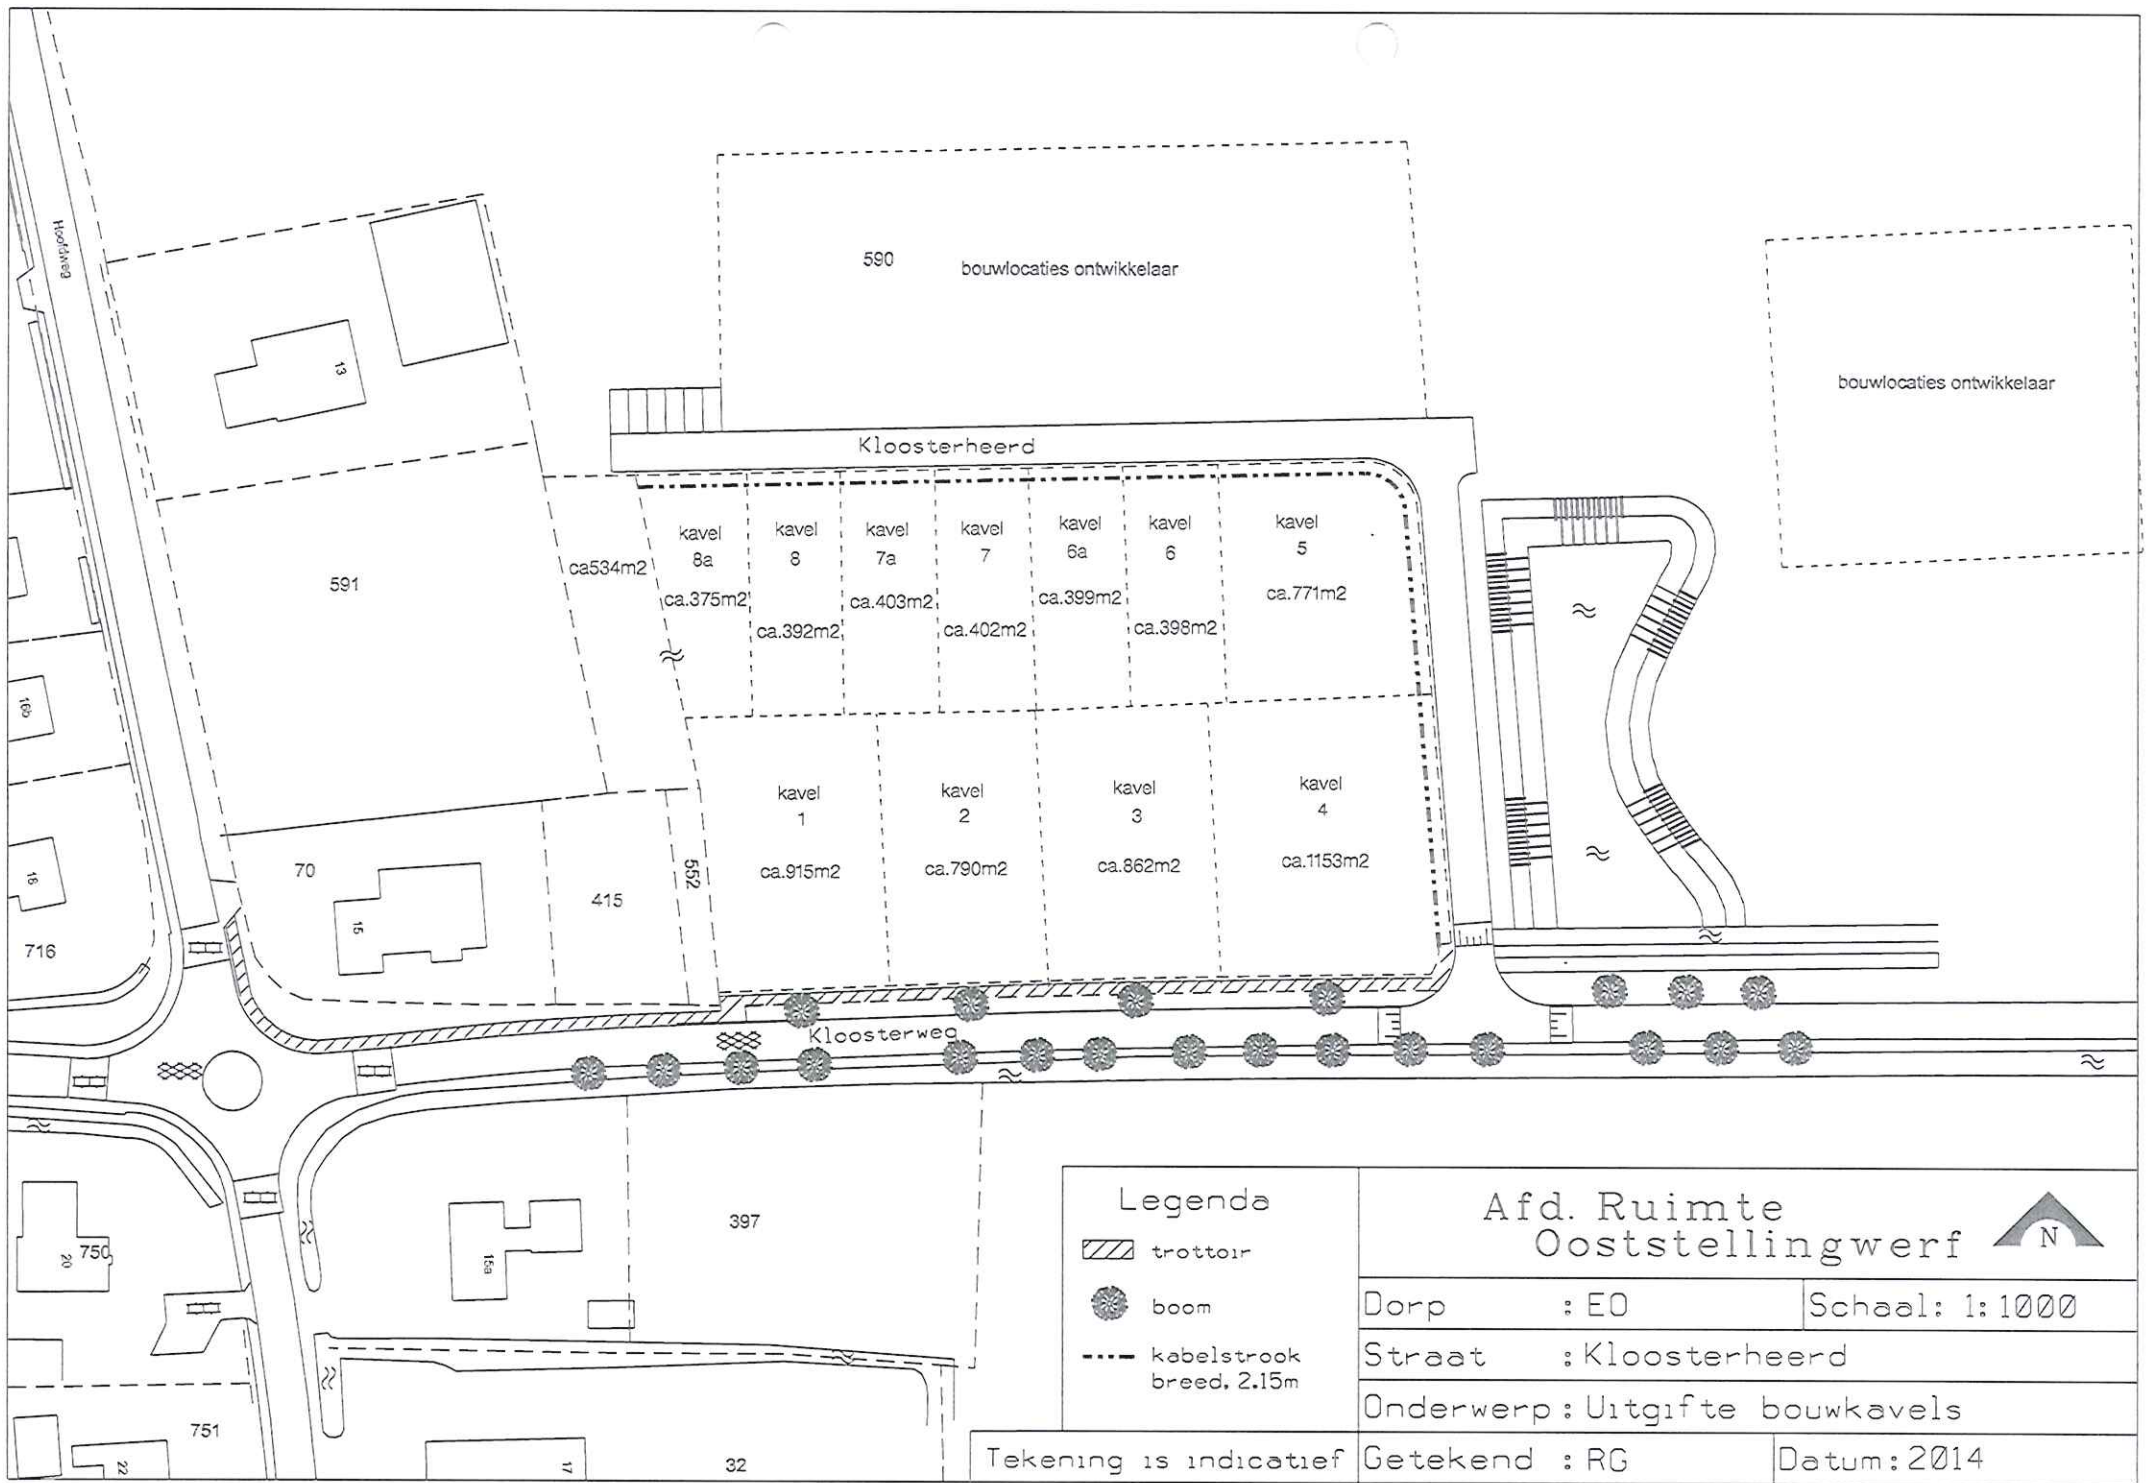 Hoofdweg
590
bouwlocaties ontwikkelaar
bouwlocaties ontwikkelaar
13
Kloosterheerd
591
ca534m2
kavel
8a
ca.375m2
kavel
8
ca.392m2
kavel
7a
ca.403m2
kavel
7
ca.402m2
kavel
6a
ca.399m2
kavel
6
ca.398m2
kavel
5
ca.771m2
16b
16
716
70
15
415
552
kavel
1
ca.915m2
kavel
2
ca.790m2
kavel
3
ca.862m2
kavel
4
ca.1153m2
Kloosterweg
750
20
15a
397
751
22
17
32
Legenda
trottoir
boom
kabelstrook
breed. 2.15m
Afd. Ruimte
Ooststellingwerf
N
Dorp : EO
Schaal: 1:1000
Straat : Kloosterheerd
Onderwerp : Uitgifte bouwkavels
Tekening is indicatief
Getekend : RG
Datum: 2014